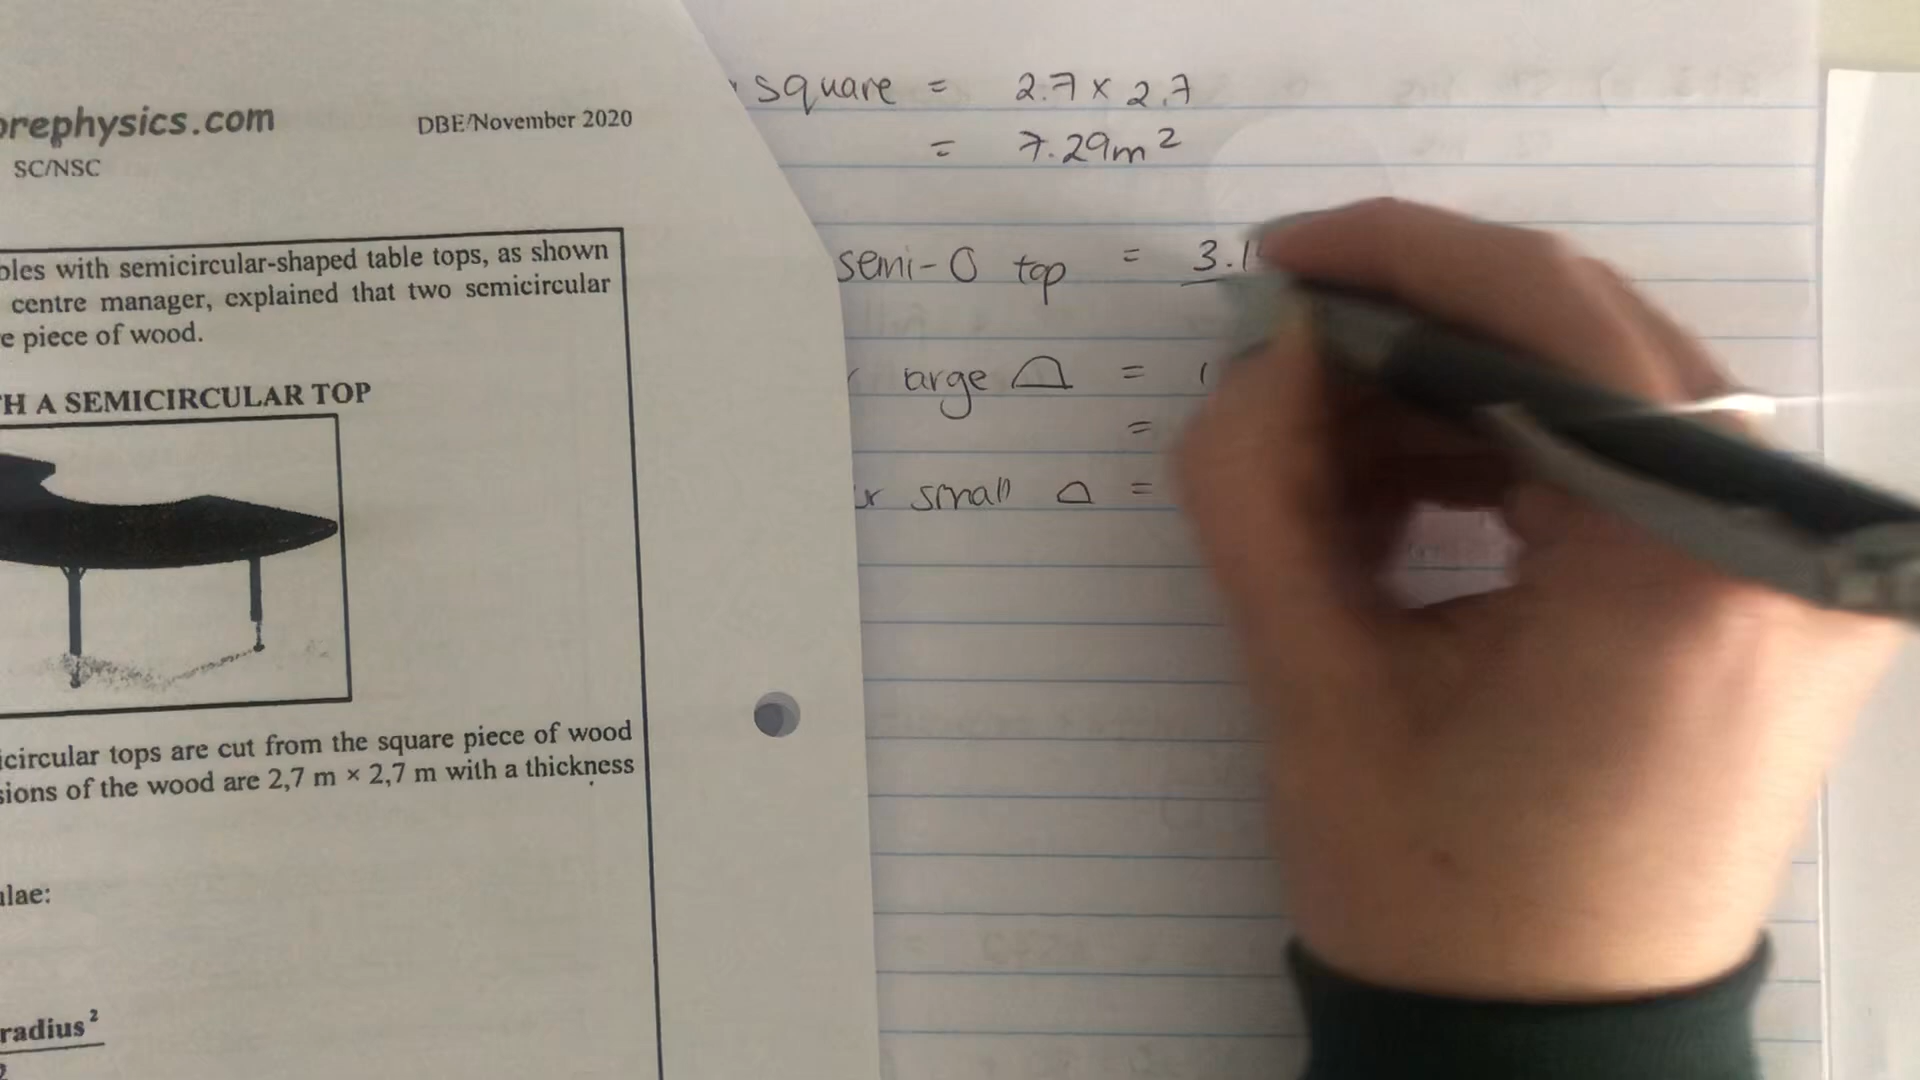 orephysics.com
DBE/November 2020
SC/NSC
bles with semicircular-shaped table tops, as shown
centre manager, explained that two semicircular
e piece of wood.
H A SEMICIRCULAR TOP
icircular tops are cut from the square piece of wood
sions of the wood are 2,7 m × 2,7 m with a thickness
ulae:
radius²
2
square = 2.7 × 2.7
= 7.29m²
semi-O top = 3.1
arge = 
=
small =